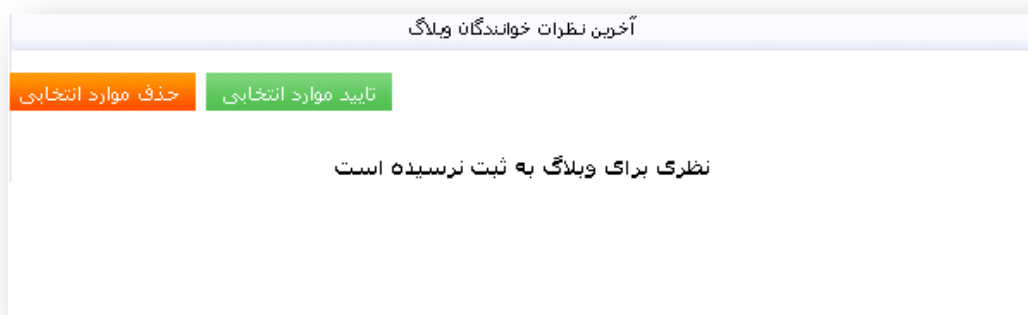 آخرین نظرات خوانندگان وبلاگ
تایید موارد انتخابی
حذف موارد انتخابی
نظری برای وبلاگ به ثبت نرسیده است